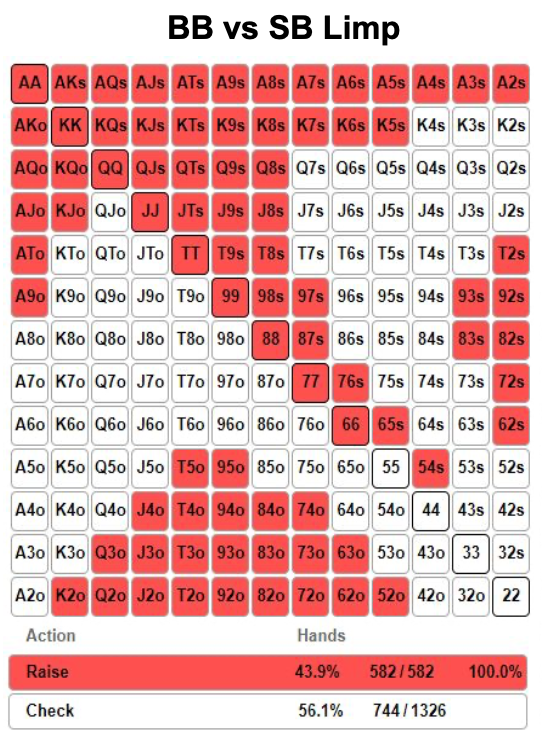 BB vs SB Limp
AA AKs AQs AJs ATs A9s A8s A7s A6s A5s A4s A3s A2s
AKo KK KQs KJs KTs K9s K8s K7s K6s K5s K4s K3s K2s
AQo KQo QQ QJs QTs Q9s Q8s Q7s Q6s Q5s Q4s Q3s Q2s
AJo KJo QJo JJ JTs J9s J8s J7s J6s J5s J4s J3s J2s
ATo KTo QTo JTo TT T9s T8s T7s T6s T5s T4s T3s T2s
A9o K9o Q9o J9o T9o 99 98s 97s 96s 95s 94s 93s 92s
A8o K8o Q8o J8o T8o 98o 88 87s 86s 85s 84s 83s 82s
A7o K7o Q7o J7o T7o 97o 87o 77 76s 75s 74s 73s 72s
A6o K6o Q6o J6o T6o 96o 86o 76o 66 65s 64s 63s 62s
A5o K5o Q5o J5o T5o 95o 85o 75o 65o 55 54s 53s 52s
A4o K4o Q4o J4o T4o 94o 84o 74o 64o 54o 44 43s 42s
A3o K3o Q3o J3o T3o 93o 83o 73o 63o 53o 43o 33 32s
A2o K2o Q2o J2o T2o 92o 82o 72o 62o 52o 42o 32o 22
Action Hands
Raise 43.9% 582 / 582 100.0%
Check 56.1% 744 / 1326